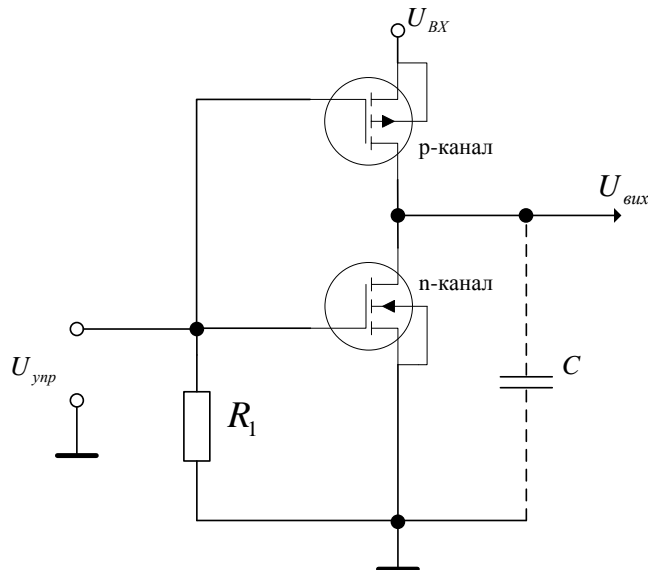 U_BX
p-канал
U_вих
n-канал
U_упр
C
R_1